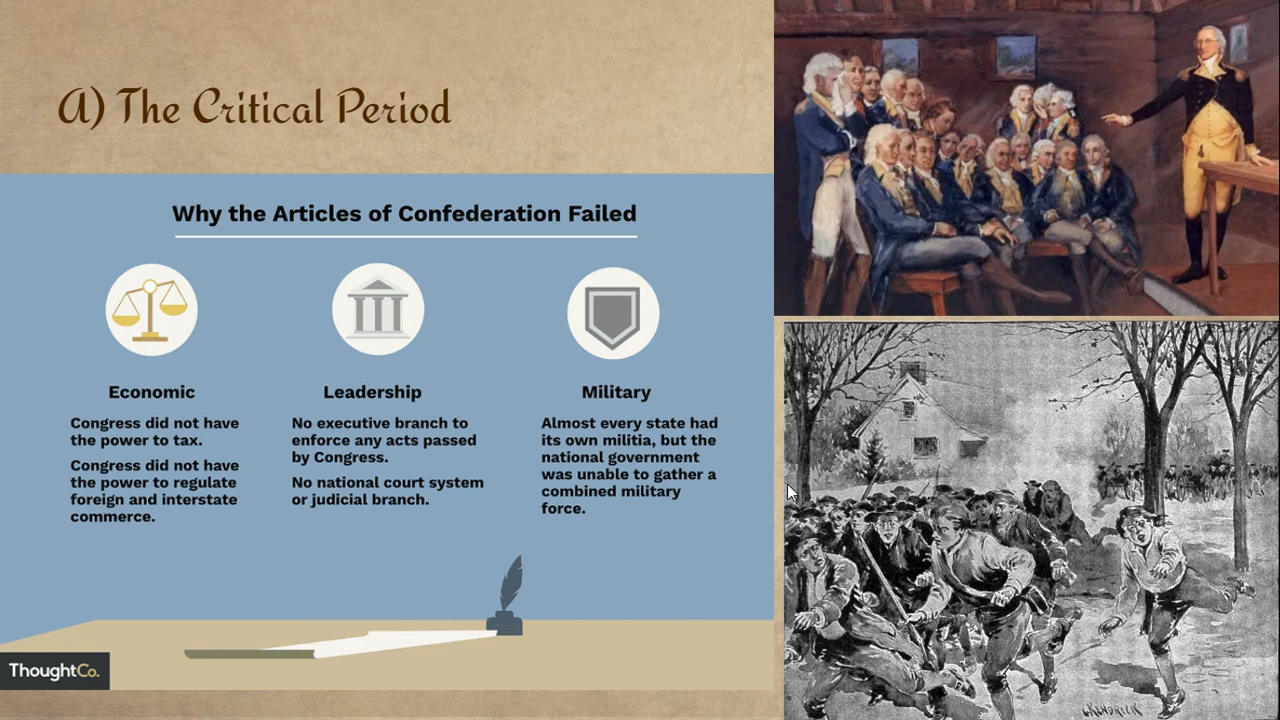 A) The Critical Period
Why the Articles of Confederation Failed
Economic
Congress did not have
the power to tax.
Congress did not have
the power to regulate
foreign and interstate
commerce.
Leadership
No executive branch to
enforce any acts passed
by Congress.
No national court system
or judicial branch.
Military
Almost every state had
its own militia, but the
national government
was unable to gather a
combined military
force.
ThoughtCo.
C.KENDRICK